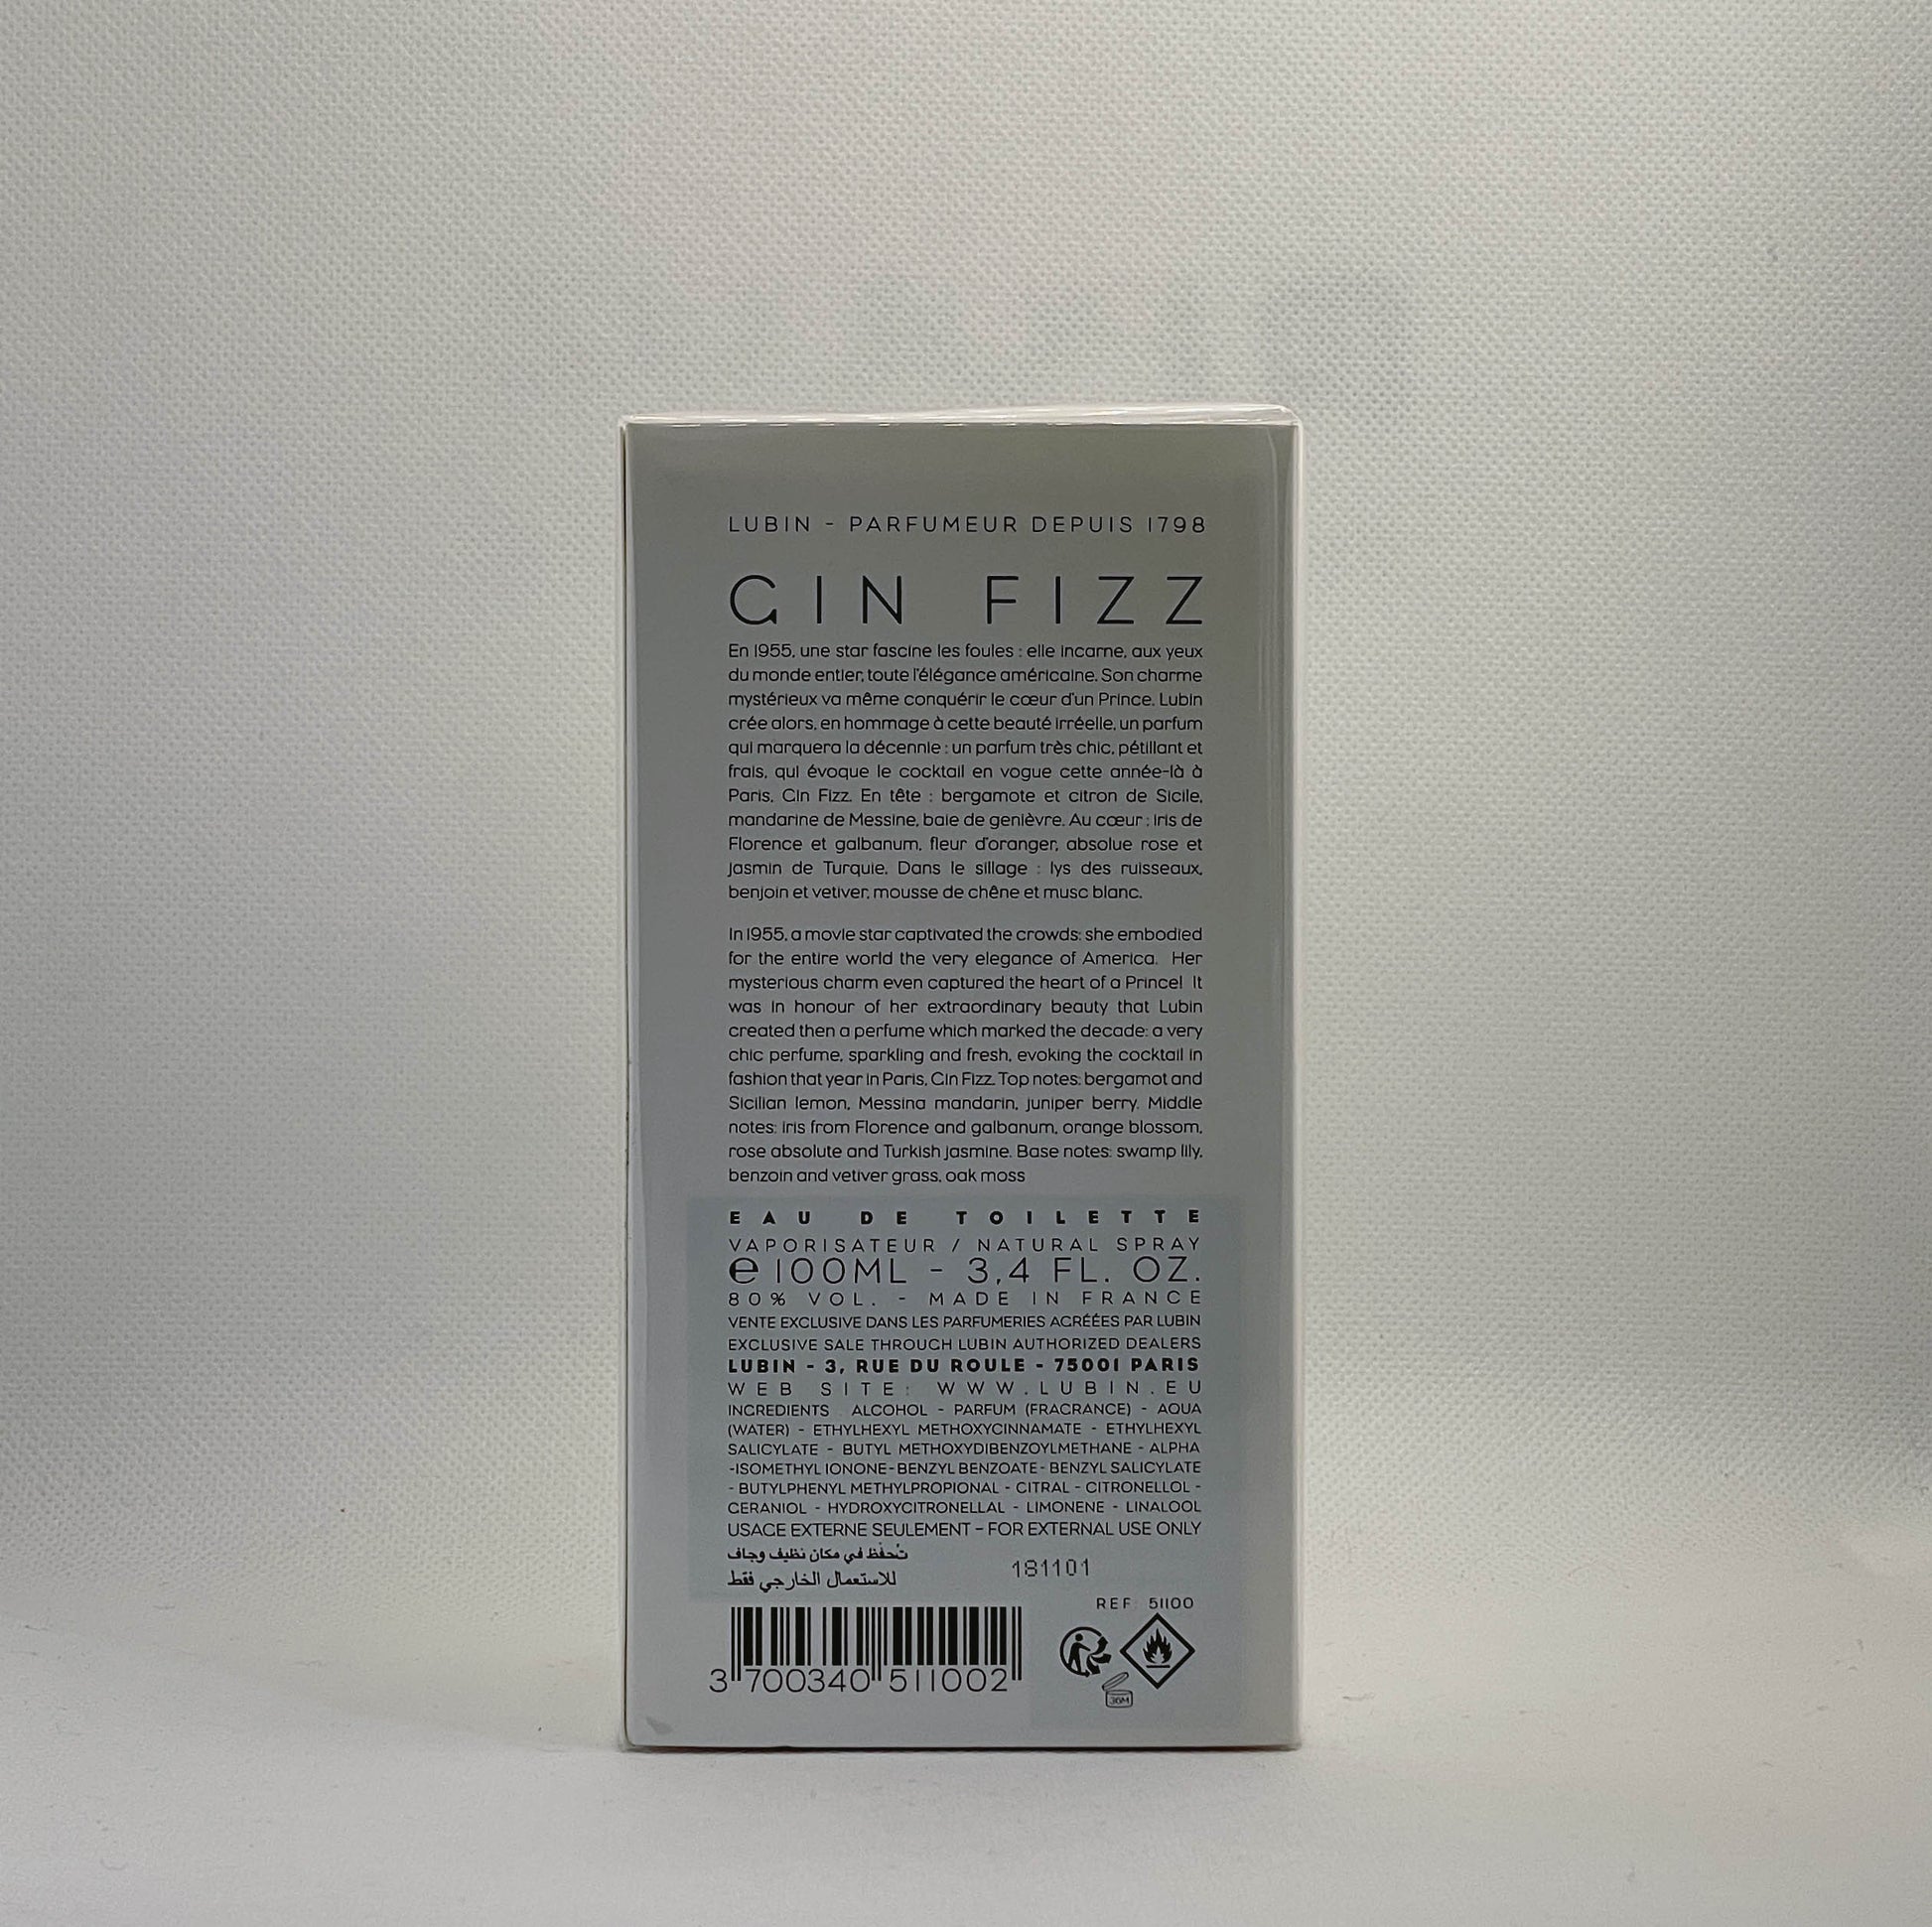 LUBIN - PARFUMEUR DEPUIS 1798
GIN FIZZ
En 1955, une star fascine les foules : elle incarne, aux yeux
du monde entier, toute l'élégance américaine. Son charme
mystérieux va même conquérir le cœur d'un Prince. Lubin
crée alors, en hommage à cette beauté irréelle, un parfum
qui marquera la décennie : un parfum très chic, pétillant et
frais, qui évoque le cocktail en vogue cette année-là à
Paris, Gin Fizz. En tête : bergamote et citron de Sicile,
mandarine de Messine, baie de genièvre. Au cœur : iris de
Florence et galbanum, fleur d'oranger, absolue rose et
jasmin de Turquie. Dans le sillage : lys des ruisseaux,
benjoin et vetiver, mousse de chêne et musc blanc.
In 1955, a movie star captivated the crowds: she embodied
for the entire world the very elegance of America. Her
mysterious charm even captured the heart of a Prince! It
was in honour of her extraordinary beauty that Lubin
created then a perfume which marked the decade: a very
chic perfume, sparkling and fresh, evoking the cocktail in
fashion that year in Paris, Gin Fizz. Top notes: bergamot and
Sicilian lemon, Messina mandarin, juniper berry. Middle
notes: iris from Florence and galbanum, orange blossom,
rose absolute and Turkish jasmine. Base notes: swamp lily,
benzoin and vetiver grass, oak moss
EAU DE TOILETTE
VAPORISATEUR / NATURAL SPRAY
℮ 100ML - 3,4 FL. OZ.
80% VOL. - MADE IN FRANCE
VENTE EXCLUSIVE DANS LES PARFUMERIES AGRÉÉES PAR LUBIN
EXCLUSIVE SALE THROUGH LUBIN AUTHORIZED DEALERS
LUBIN - 3, RUE DU ROULE - 75001 PARIS
WEB SITE: WWW.LUBIN.EU
INGREDIENTS ALCOHOL - PARFUM (FRAGRANCE) - AQUA
(WATER) - ETHYLHEXYL METHOXYCINNAMATE - ETHYLHEXYL
SALICYLATE - BUTYL METHOXYDIBENZOYLMETHANE - ALPHA
-ISOMETHYL IONONE - BENZYL BENZOATE - BENZYL SALICYLATE
- BUTYLPHENYL METHYLPROPIONAL - CITRAL - CITRONELLOL -
GERANIOL - HYDROXYCITRONELLAL - LIMONENE - LINALOOL
USAGE EXTERNE SEULEMENT - FOR EXTERNAL USE ONLY
تُحفَظ في مكان نظيف وجاف
للاستعمال الخارجي فقط
181101
REF 51100
3 700340 511002
36M